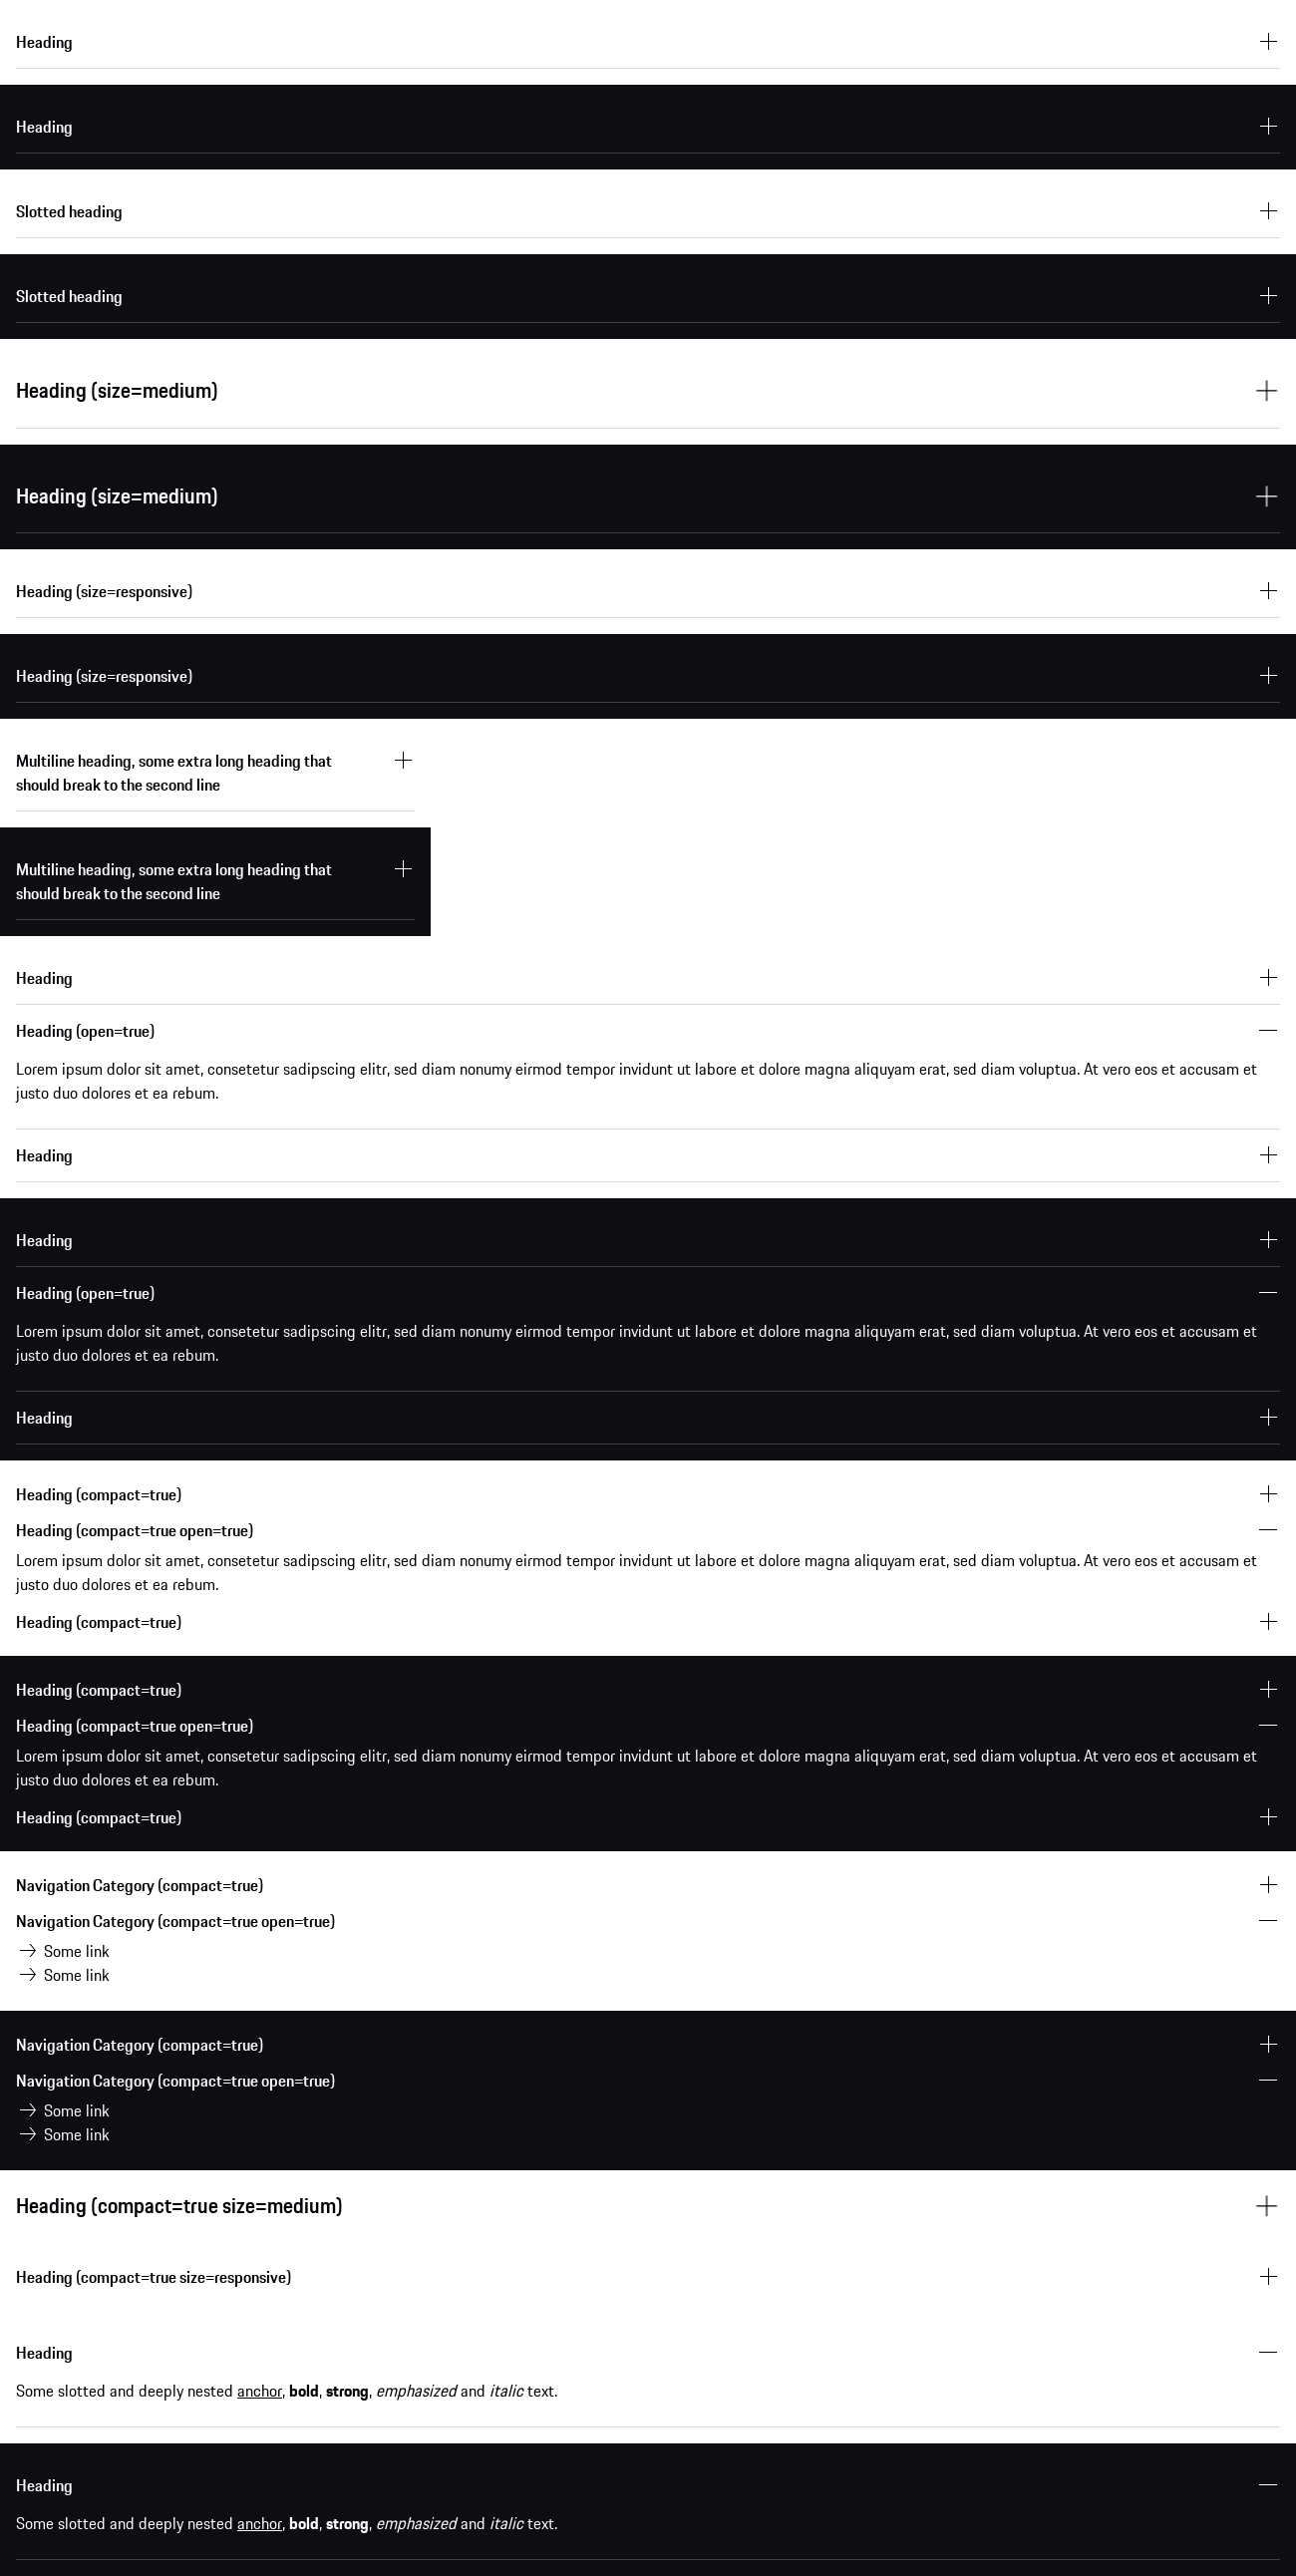 Heading
Heading
Slotted heading
Slotted heading
Heading (size=medium)
Heading (size=medium)
Heading (size=responsive)
Heading (size=responsive)
Multiline heading, some extra long heading that
should break to the second line
Multiline heading, some extra long heading that
should break to the second line
Heading
Heading (open=true)
Lorem ipsum dolor sit amet, consetetur sadipscing elitr, sed diam nonumy eirmod tempor invidunt ut labore et dolore magna aliquyam erat, sed diam voluptua. At vero eos et accusam et
justo duo dolores et ea rebum.
Heading
Heading
Heading (open=true)
Lorem ipsum dolor sit amet, consetetur sadipscing elitr, sed diam nonumy eirmod tempor invidunt ut labore et dolore magna aliquyam erat, sed diam voluptua. At vero eos et accusam et
justo duo dolores et ea rebum.
Heading
Heading (compact=true)
Heading (compact=true open=true)
Lorem ipsum dolor sit amet, consetetur sadipscing elitr, sed diam nonumy eirmod tempor invidunt ut labore et dolore magna aliquyam erat, sed diam voluptua. At vero eos et accusam et
justo duo dolores et ea rebum.
Heading (compact=true)
Heading (compact=true)
Heading (compact=true open=true)
Lorem ipsum dolor sit amet, consetetur sadipscing elitr, sed diam nonumy eirmod tempor invidunt ut labore et dolore magna aliquyam erat, sed diam voluptua. At vero eos et accusam et
justo duo dolores et ea rebum.
Heading (compact=true)
Navigation Category (compact=true)
Navigation Category (compact=true open=true)
Some link
Some link
Navigation Category (compact=true)
Navigation Category (compact=true open=true)
Some link
Some link
Heading (compact=true size=medium)
Heading (compact=true size=responsive)
Heading
Some slotted and deeply nested anchor, bold, strong, emphasized and italic text.
Heading
Some slotted and deeply nested anchor, bold, strong, emphasized and italic text.